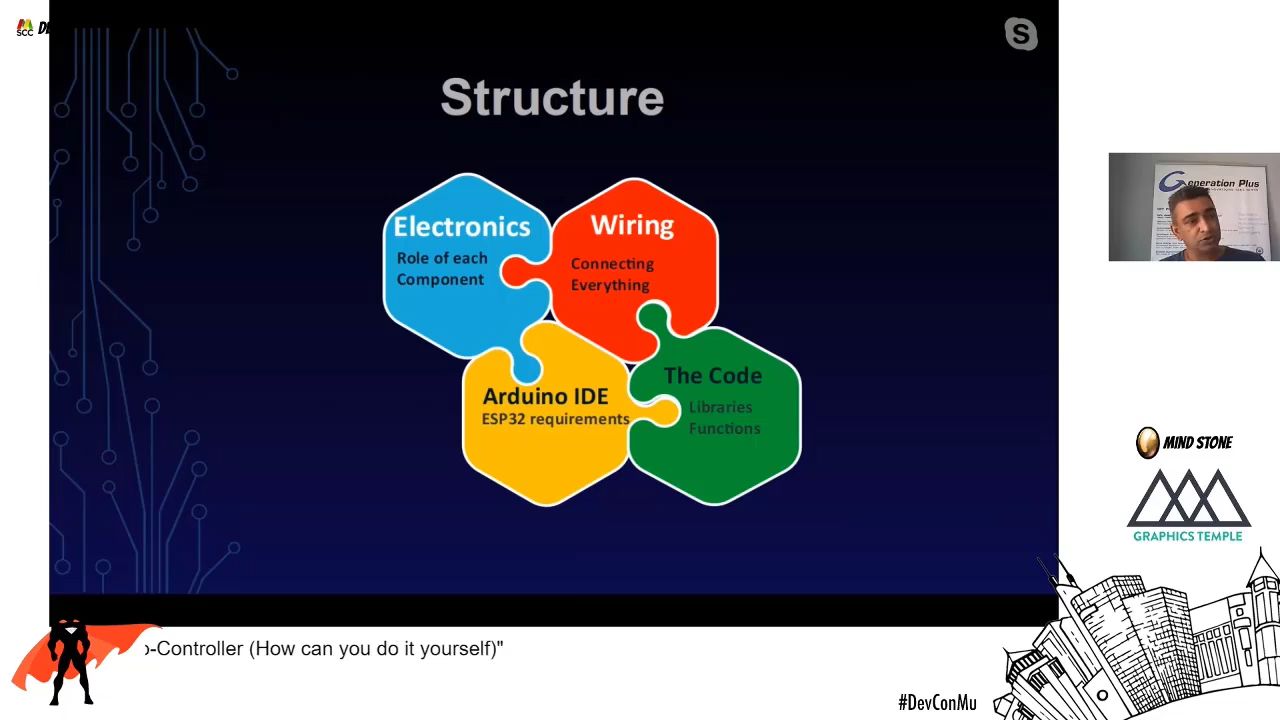 SCC
S
Structure
Electronics
Role of each
Component
Wiring
Connecting
Everything
Arduino IDE
ESP32 requirements
The Code
Libraries
Functions
Generation Plus
MIND STONE
GRAPHICS TEMPLE
-Controller (How can you do it yourself)"
#DevConMu